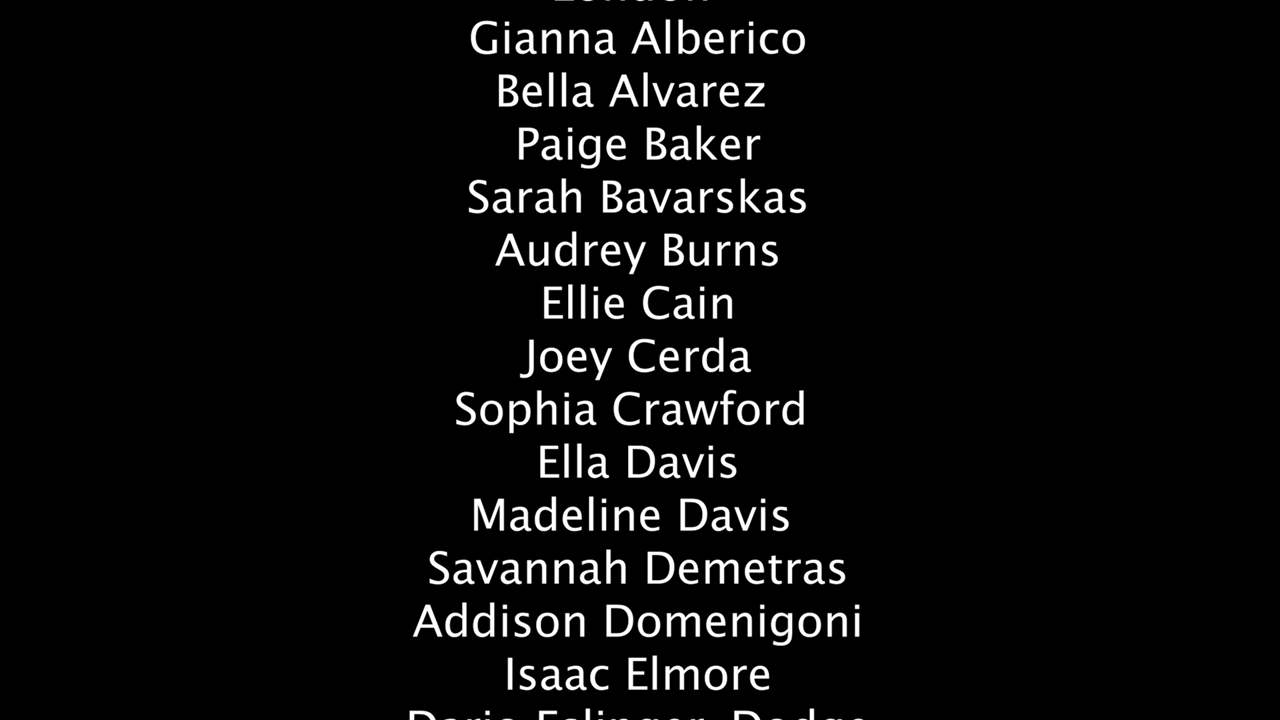 London
Gianna Alberico
Bella Alvarez
Paige Baker
Sarah Bavarskas
Audrey Burns
Ellie Cain
Joey Cerda
Sophia Crawford
Ella Davis
Madeline Davis
Savannah Demetras
Addison Domenigoni
Isaac Elmore